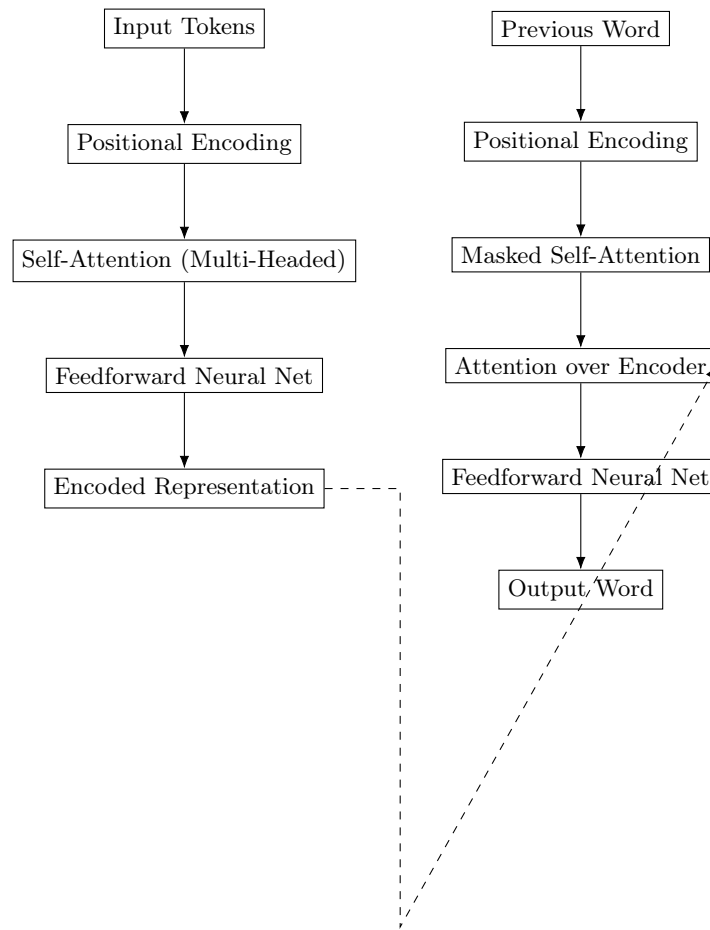 Input Tokens
Positional Encoding
Self-Attention (Multi-Headed)
Feedforward Neural Net
Encoded Representation
Previous Word
Positional Encoding
Masked Self-Attention
Attention over Encoder
Feedforward Neural Net
Output Word